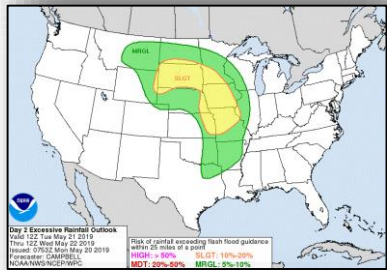 MRGL
SLGT
noaa
Day 2 Excessive Rainfall Outlook
Valid 12Z Tue May 21 2019
Thru 12Z Wed May 22 2019
Issued: 0753Z Mon May 20 2019
Forecaster: CAMPBELL
NOAA/NWS/NCEP/WPC
Risk of rainfall exceeding flash flood guidance
within 25 miles of a point
HIGH: > 50% SLGT: 10%-20%
MDT: 20%-50% MRGL: 5%-10%